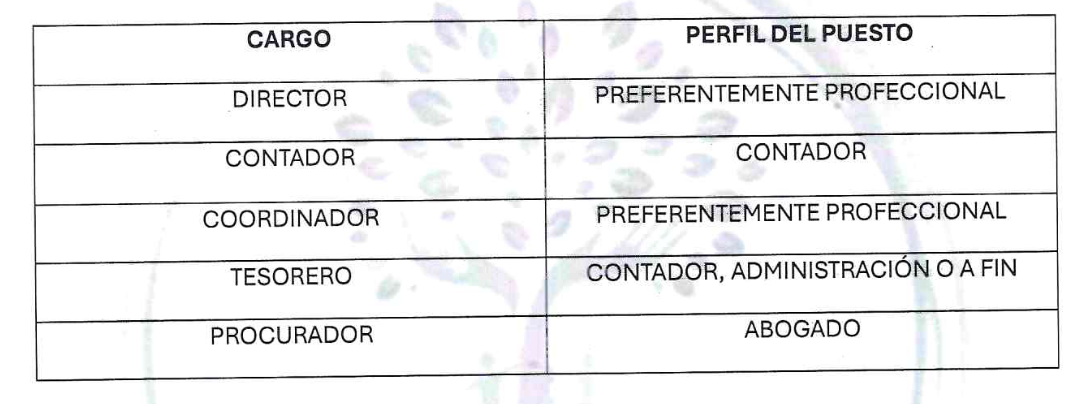 CARGO PERFIL DEL PUESTO
DIRECTOR PREFERENTEMENTE PROFECCIONAL
CONTADOR CONTADOR
COORDINADOR PREFERENTEMENTE PROFECCIONAL
TESORERO CONTADOR, ADMINISTRACIÓN O A FIN
PROCURADOR ABOGADO